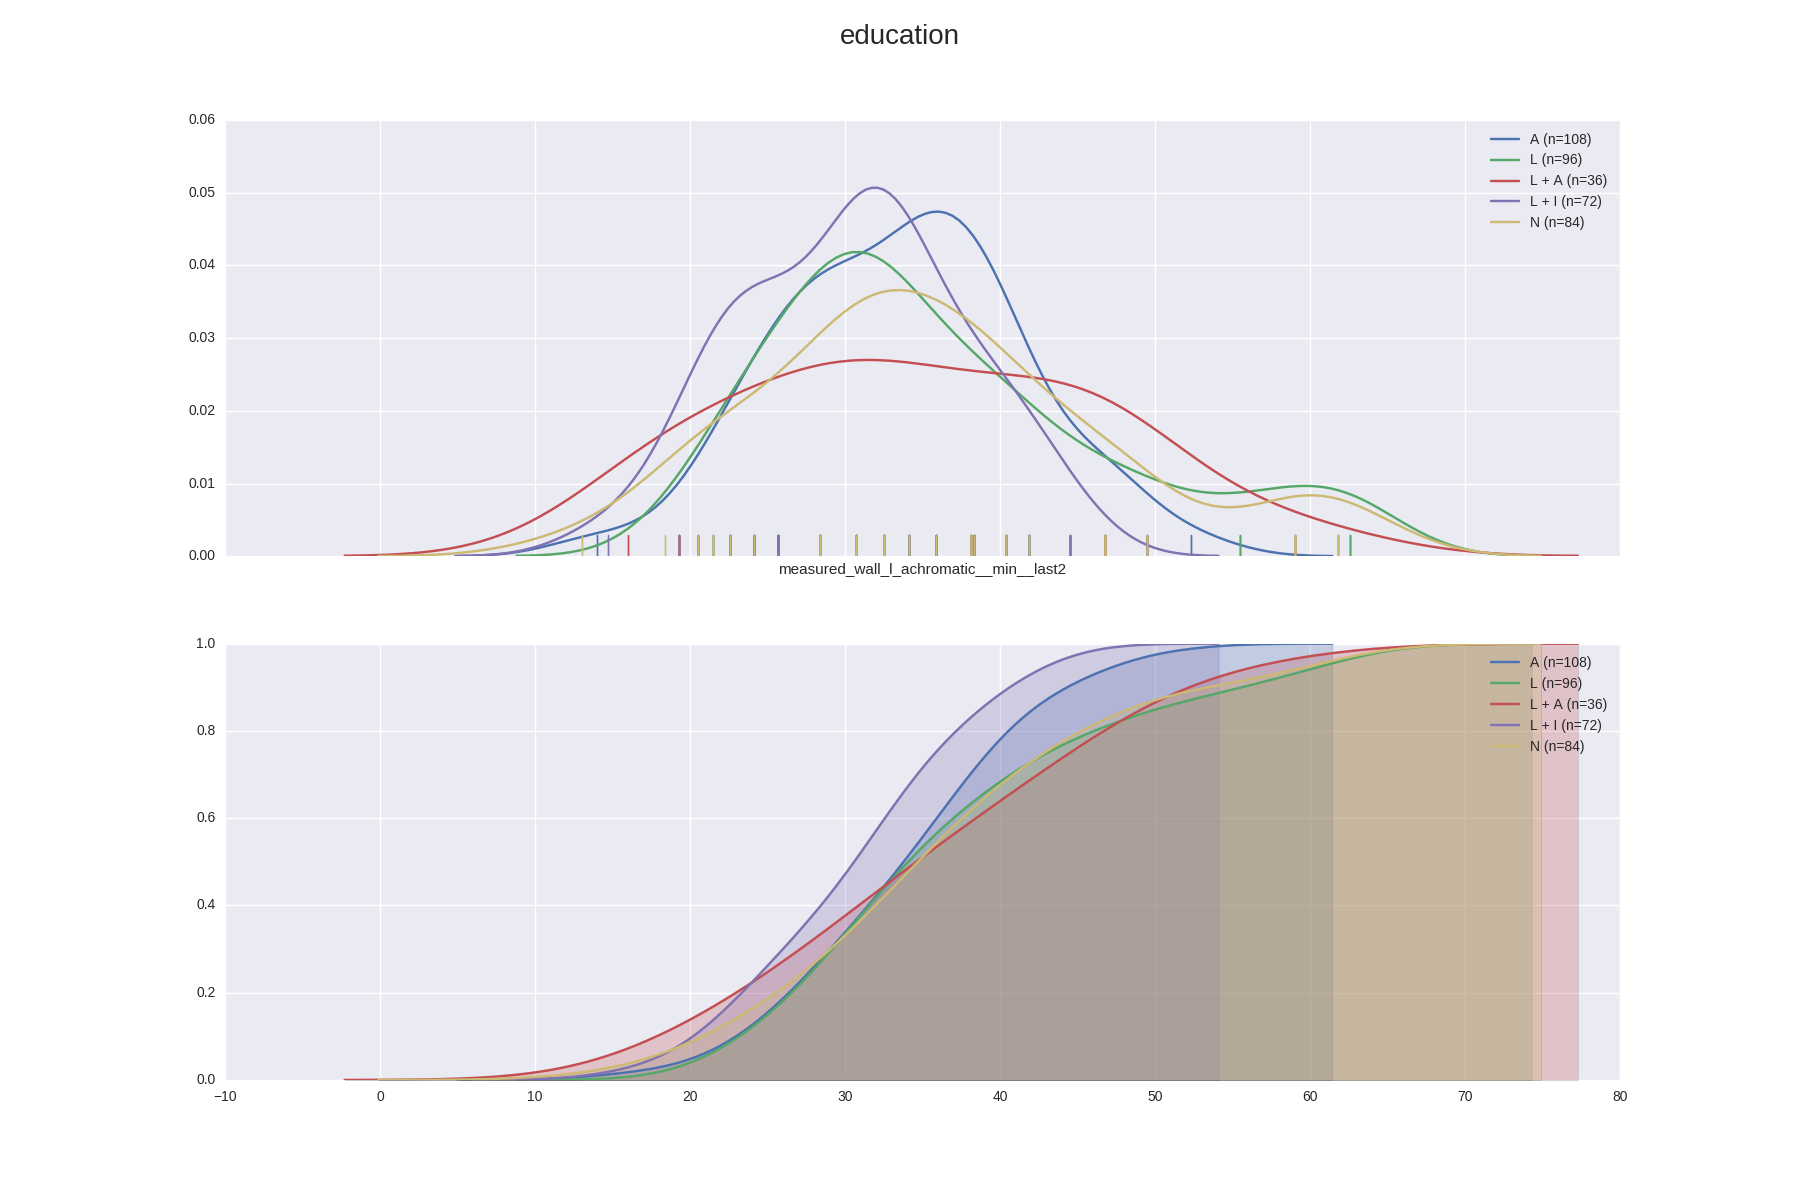 education
0.06
0.05
0.04
0.03
0.02
0.01
0.00
A (n=108)
L (n=96)
L + A (n=36)
L + I (n=72)
N (n=84)
measured_wall_l_achromatic__min__last2
1.0
0.8
0.6
0.4
0.2
0.0
A (n=108)
L (n=96)
L + A (n=36)
L + I (n=72)
N (n=84)
−10 0 10 20 30 40 50 60 70 80